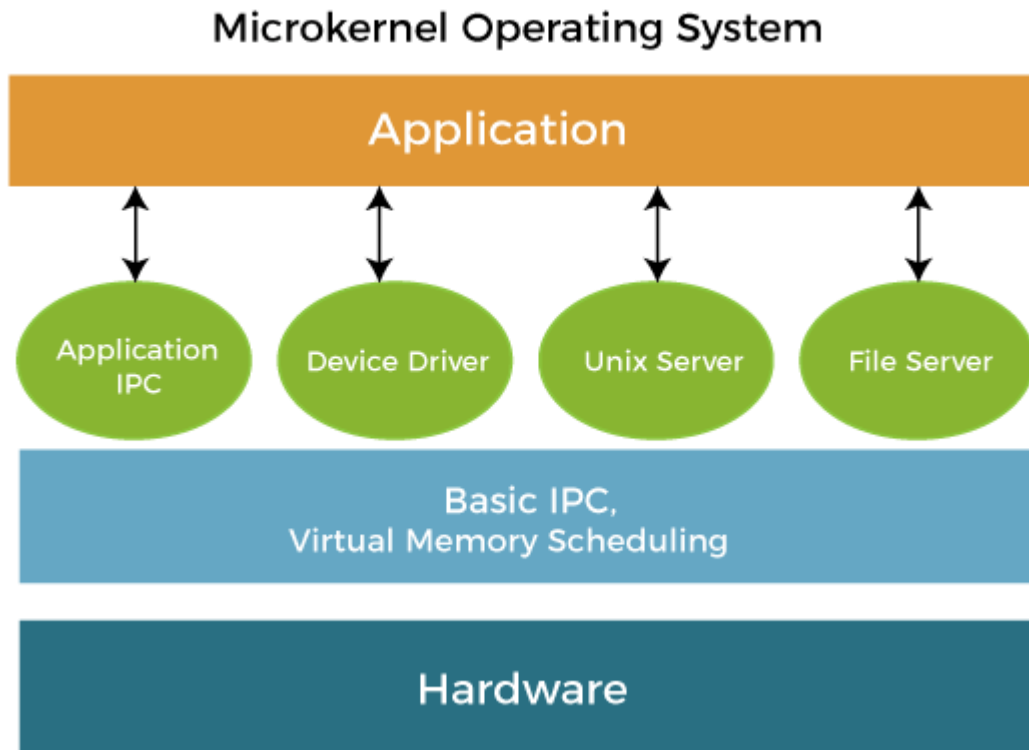 Microkernel Operating System
Application
Application
IPC
Device Driver
Unix Server
File Server
Basic IPC,
Virtual Memory Scheduling
Hardware